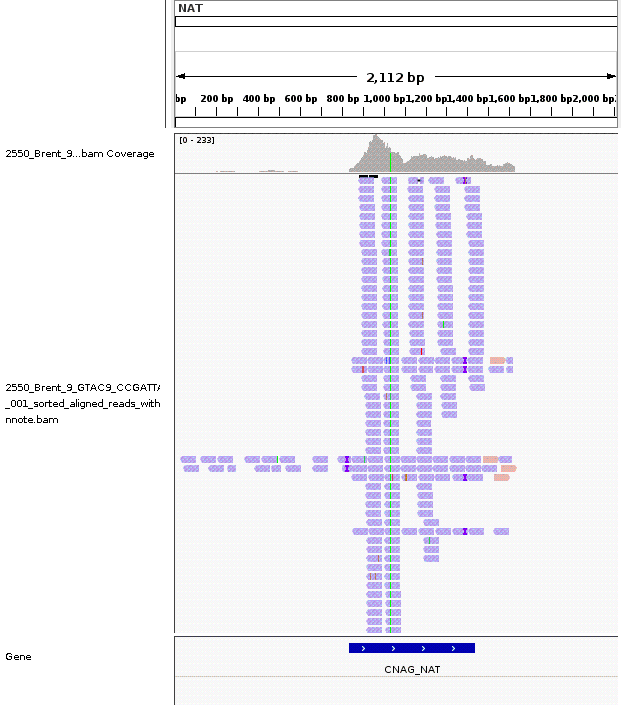 NAT
2,112 bp
bp 200 bp 400 bp 600 bp 800 bp 1,000 bp 1,200 bp 1,400 bp 1,600 bp 1,800 bp 2,000 bp
[0 - 233]
2550_Brent_9...bam Coverage
2550_Brent_9_GTAC9_CCGATTA
_001_sorted_aligned_reads_with
nnote.bam
Gene
CNAG_NAT